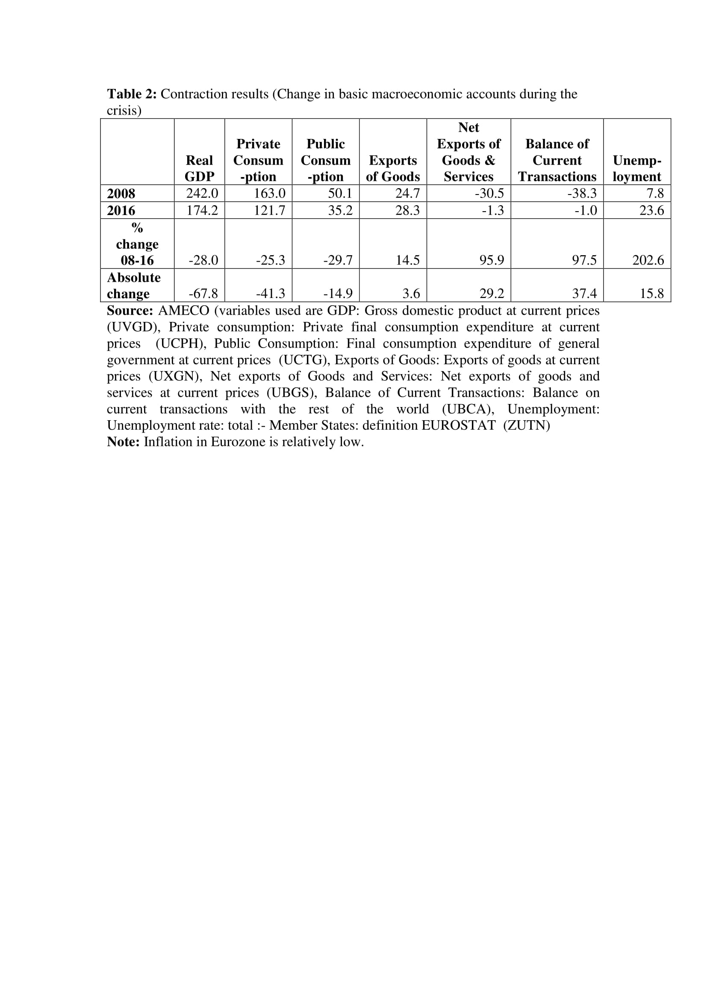 Table 2: Contraction results (Change in basic macroeconomic accounts during the
crisis)
Real GDP | Private Consum -ption | Public Consum -ption | Exports of Goods | Net Exports of Goods & Services | Balance of Current Transactions | Unemp- loyment
2008 242.0 163.0 50.1 24.7 -30.5 -38.3 7.8
2016 174.2 121.7 35.2 28.3 -1.3 -1.0 23.6
% change 08-16 -28.0 -25.3 -29.7 14.5 95.9 97.5 202.6
Absolute change -67.8 -41.3 -14.9 3.6 29.2 37.4 15.8
Source: AMECO (variables used are GDP: Gross domestic product at current prices
(UVGD), Private consumption: Private final consumption expenditure at current
prices (UCPH), Public Consumption: Final consumption expenditure of general
government at current prices (UCTG), Exports of Goods: Exports of goods at current
prices (UXGN), Net exports of Goods and Services: Net exports of goods and
services at current prices (UBGS), Balance of Current Transactions: Balance on
current transactions with the rest of the world (UBCA), Unemployment:
Unemployment rate: total :- Member States: definition EUROSTAT (ZUTN)
Note: Inflation in Eurozone is relatively low.